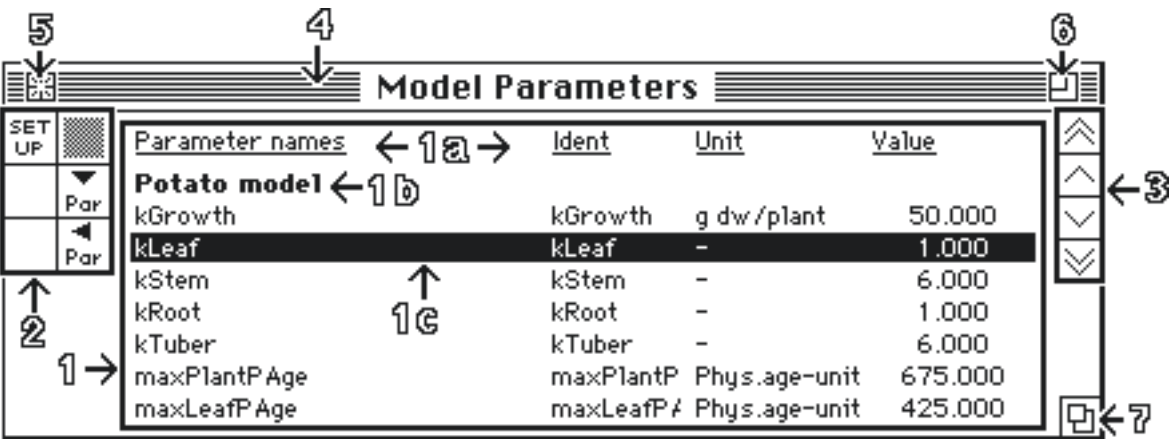 5 4 6
Model Parameters
SET UP
Par
Par
Parameter names ← 1a → Ident Unit Value
Potato model ← 1b
kGrowth kGrowth g dw/plant 50.000
kLeaf kLeaf - 1.000
kStem kStem - 6.000
kRoot kRoot - 1.000
kTuber kTuber - 6.000
maxPlantPAge maxPlantP Phys.age-unit 675.000
maxLeafPAge maxLeafPA Phys.age-unit 425.000
1c
2
1 →
← 3
← 7